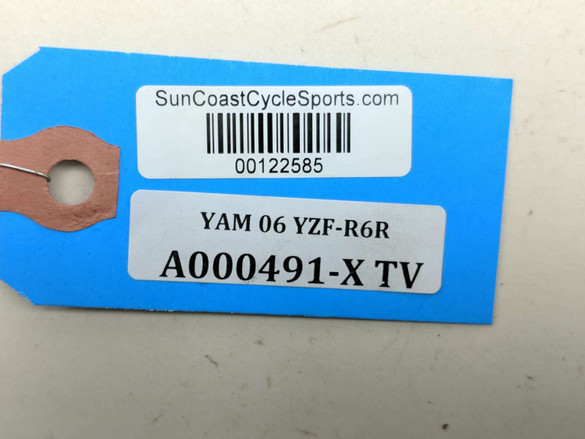 SunCoastCycleSports.com
00122585
YAM 06 YZF-R6R
A000491-X TV